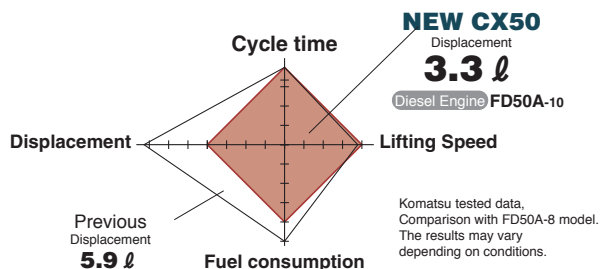 NEW CX50
Displacement
3.3 ℓ
Diesel Engine FD50A-10
Cycle time
Displacement
Lifting Speed
Previous
Displacement
5.9 ℓ
Fuel consumption
Komatsu tested data,
Comparison with FD50A-8 model.
The results may vary
depending on conditions.